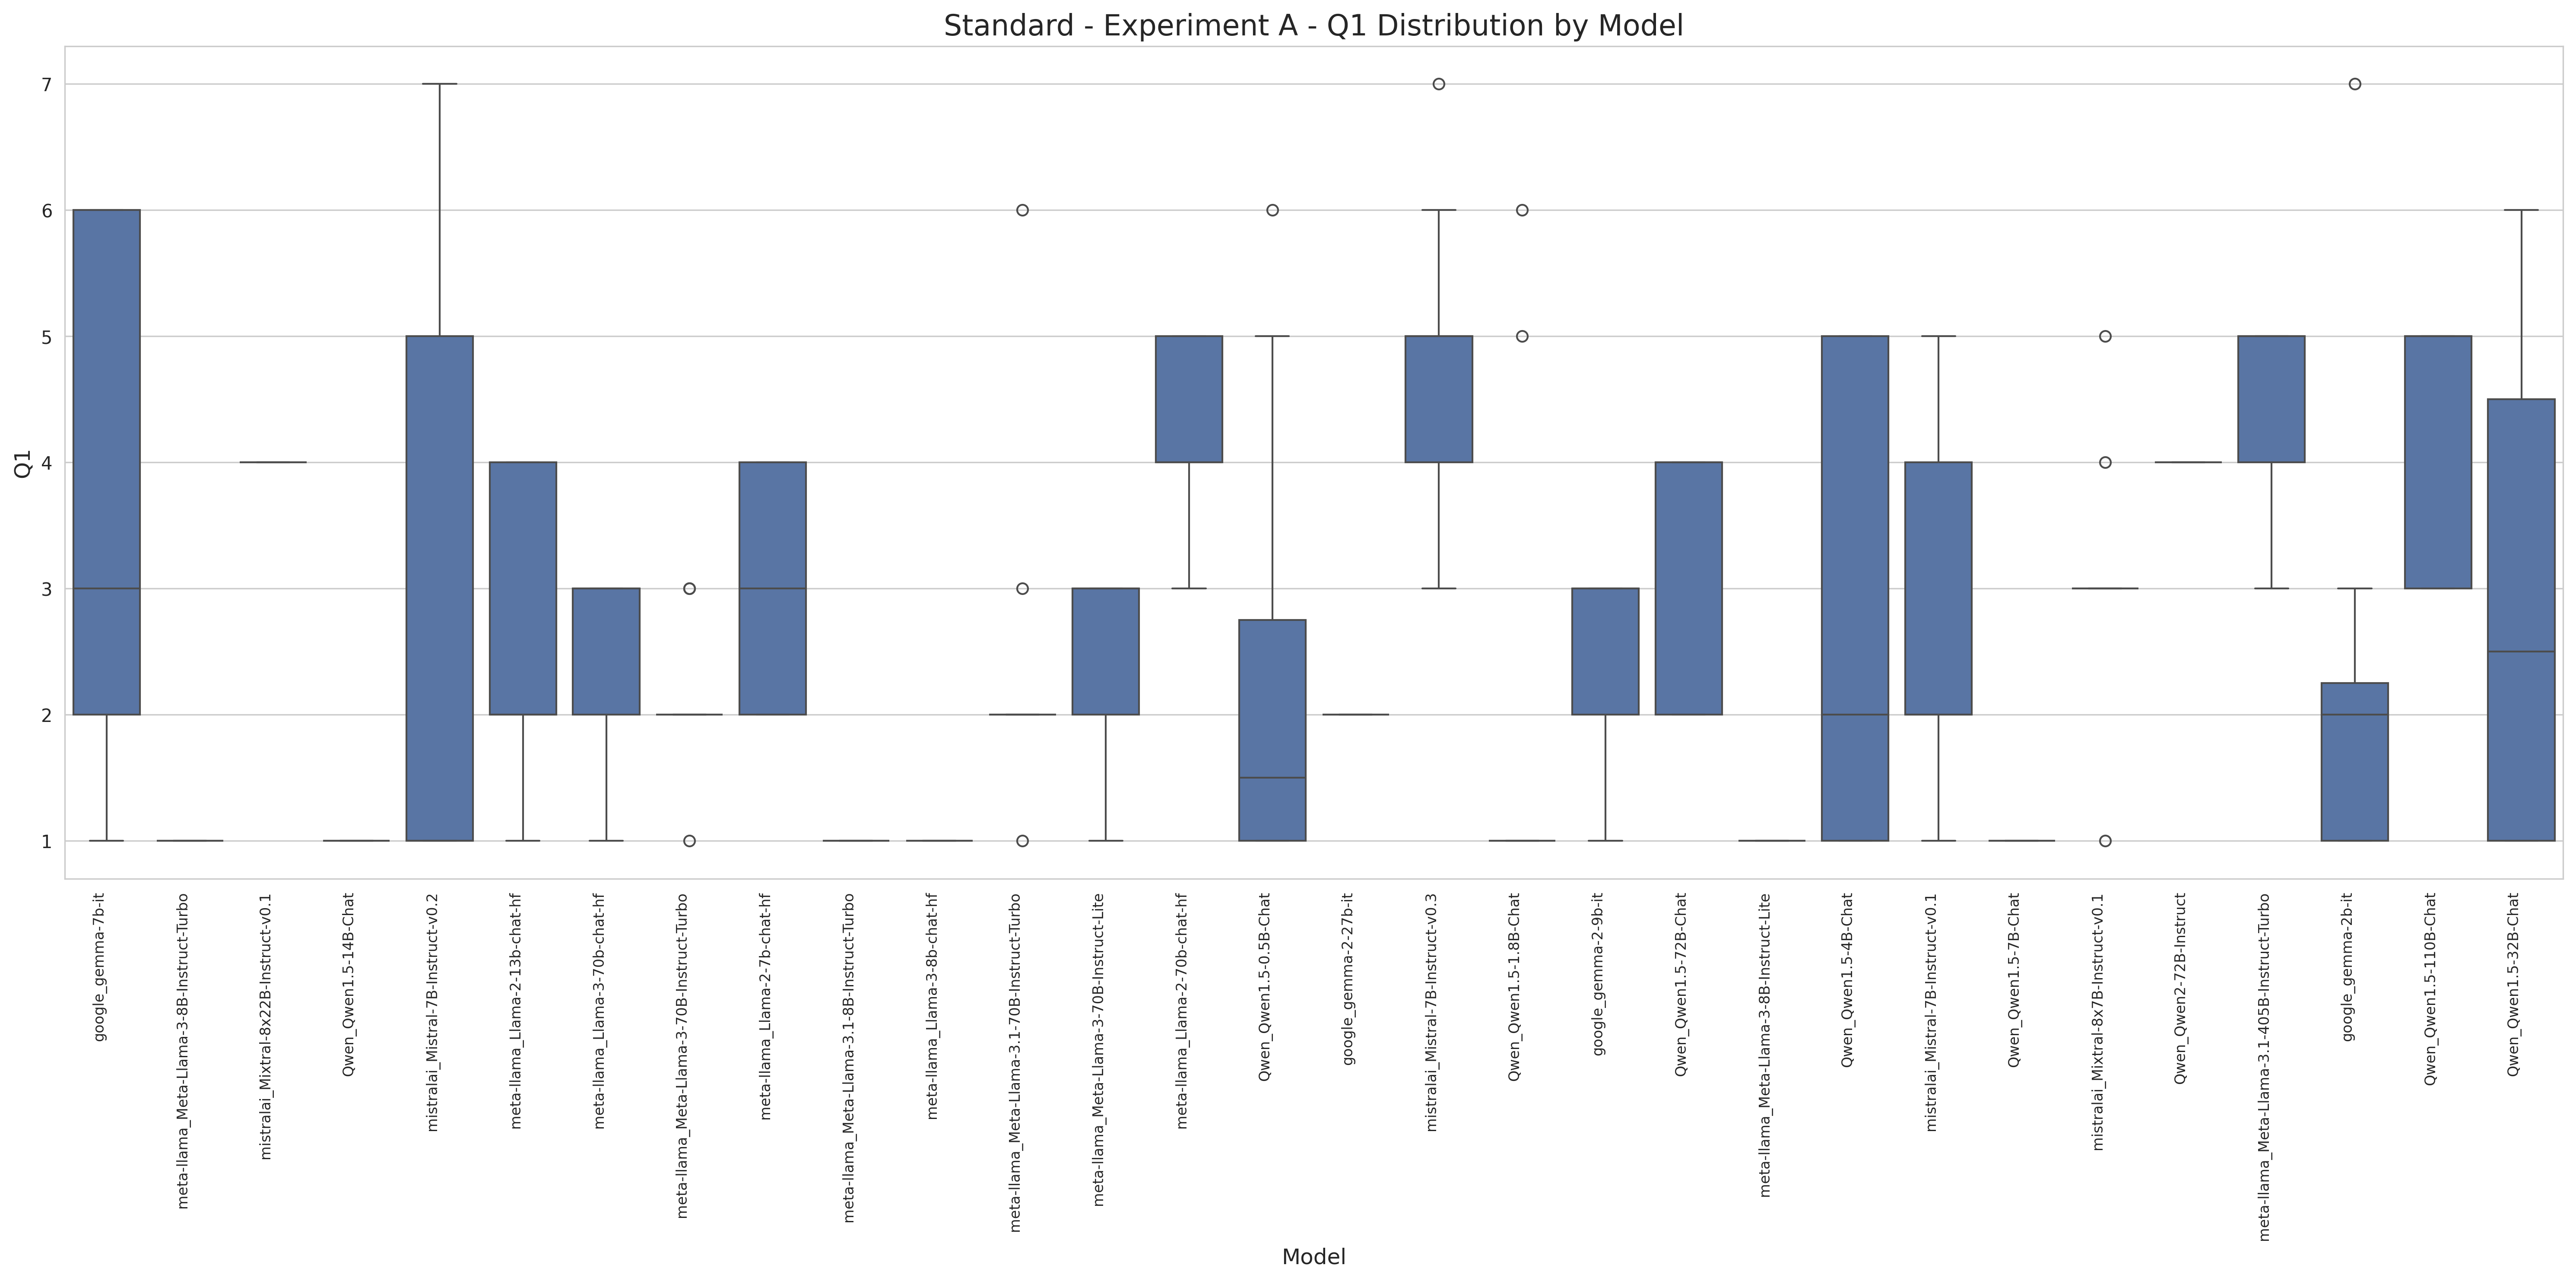 Standard - Experiment A - Q1 Distribution by Model
Q1
7
6
5
4
3
2
1
google_gemma-7b-it
meta-llama_Meta-Llama-3-8B-Instruct-Turbo
mistralai_Mixtral-8x22B-Instruct-v0.1
Qwen_Qwen1.5-14B-Chat
mistralai_Mistral-7B-Instruct-v0.2
meta-llama_Llama-2-13b-chat-hf
meta-llama_Llama-3-70b-chat-hf
meta-llama_Meta-Llama-3-70B-Instruct-Turbo
meta-llama_Llama-2-7b-chat-hf
meta-llama_Meta-Llama-3.1-8B-Instruct-Turbo
meta-llama_Llama-3-8b-chat-hf
meta-llama_Meta-Llama-3.1-70B-Instruct-Turbo
meta-llama_Meta-Llama-3-70B-Instruct-Lite
meta-llama_Llama-2-70b-chat-hf
Qwen_Qwen1.5-0.5B-Chat
google_gemma-2-27b-it
mistralai_Mistral-7B-Instruct-v0.3
Qwen_Qwen1.5-1.8B-Chat
google_gemma-2-9b-it
Qwen_Qwen1.5-72B-Chat
meta-llama_Meta-Llama-3-8B-Instruct-Lite
Qwen_Qwen1.5-4B-Chat
mistralai_Mistral-7B-Instruct-v0.1
Qwen_Qwen1.5-7B-Chat
mistralai_Mixtral-8x7B-Instruct-v0.1
Qwen_Qwen2-72B-Instruct
meta-llama_Meta-Llama-3.1-405B-Instruct-Turbo
google_gemma-2b-it
Qwen_Qwen1.5-110B-Chat
Qwen_Qwen1.5-32B-Chat
Model